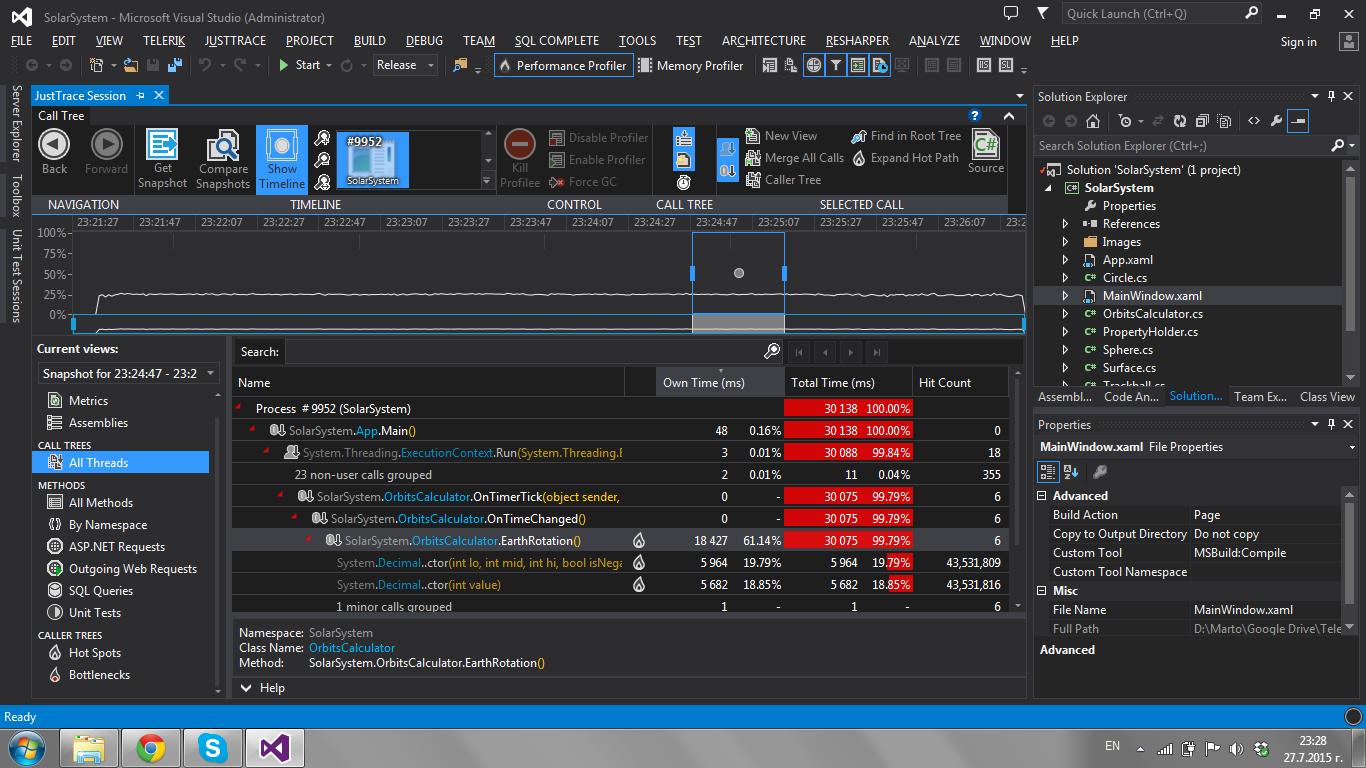 SolarSystem - Microsoft Visual Studio (Administrator)
Quick Launch (Ctrl+Q)
FILE EDIT VIEW TELERIK JUSTTRACE PROJECT BUILD DEBUG TEAM SQL COMPLETE TOOLS TEST ARCHITECTURE RESHARPER ANALYZE WINDOW HELP
Sign in
Start Release Performance Profiler Memory Profiler
Server Explorer
Toolbox
Unit Test Sessions
JustTrace Session
Call Tree
Back
Forward
Get Snapshot
Compare Snapshots
Show Timeline
#9952
SolarSystem
Kill Profilee
Disable Profiler
Enable Profiler
Force GC
New View
Merge All Calls
Caller Tree
Find in Root Tree
Expand Hot Path
Source
NAVIGATION TIMELINE CONTROL CALL TREE SELECTED CALL
23:21:27 23:21:47 23:22:07 23:22:27 23:22:47 23:23:07 23:23:27 23:23:47 23:24:07 23:24:27 23:24:47 23:25:07 23:25:27 23:25:47 23:26:07 23:2
100%
75%
50%
25%
0%
Current views:
Snapshot for 23:24:47 - 23:2
Metrics
Assemblies
CALL TREES
All Threads
METHODS
All Methods
By Namespace
ASP.NET Requests
Outgoing Web Requests
SQL Queries
Unit Tests
CALLER TREES
Hot Spots
Bottlenecks
Search:
Name Own Time (ms) Total Time (ms) Hit Count
Process # 9952 (SolarSystem) 30 138 100.00%
SolarSystem.App.Main() 48 0.16% 30 138 100.00% 0
System.Threading.ExecutionContext.Run(System.Threading.E 3 0.01% 30 088 99.84% 18
23 non-user calls grouped 2 0.01% 11 0.04% 355
SolarSystem.OrbitsCalculator.OnTimerTick(object sender, 0 - 30 075 99.79% 6
SolarSystem.OrbitsCalculator.OnTimeChanged() 0 - 30 075 99.79% 6
SolarSystem.OrbitsCalculator.EarthRotation() 18 427 61.14% 30 075 99.79% 6
System.Decimal..ctor(int lo, int mid, int hi, bool isNega 5 964 19.79% 5 964 19.79% 43,531,809
System.Decimal..ctor(int value) 5 682 18.85% 5 682 18.85% 43,531,816
1 minor calls grouped 1 - 1 - 6
Namespace: SolarSystem
Class Name: OrbitsCalculator
Method: SolarSystem.OrbitsCalculator.EarthRotation()
Help
Solution Explorer
Search Solution Explorer (Ctrl+;)
Solution 'SolarSystem' (1 project)
SolarSystem
Properties
References
Images
App.xaml
Circle.cs
MainWindow.xaml
OrbitsCalculator.cs
PropertyHolder.cs
Sphere.cs
Surface.cs
Trackball.cs
Assembl... Code An... Solution... Team Ex... Class View
Properties
MainWindow.xaml File Properties
Advanced
Build Action Page
Copy to Output Directory Do not copy
Custom Tool MSBuild:Compile
Custom Tool Namespace
Misc
File Name MainWindow.xaml
Full Path D:\Marto\Google Drive\Tele
Advanced
Ready
EN
23:28
27.7.2015 г.